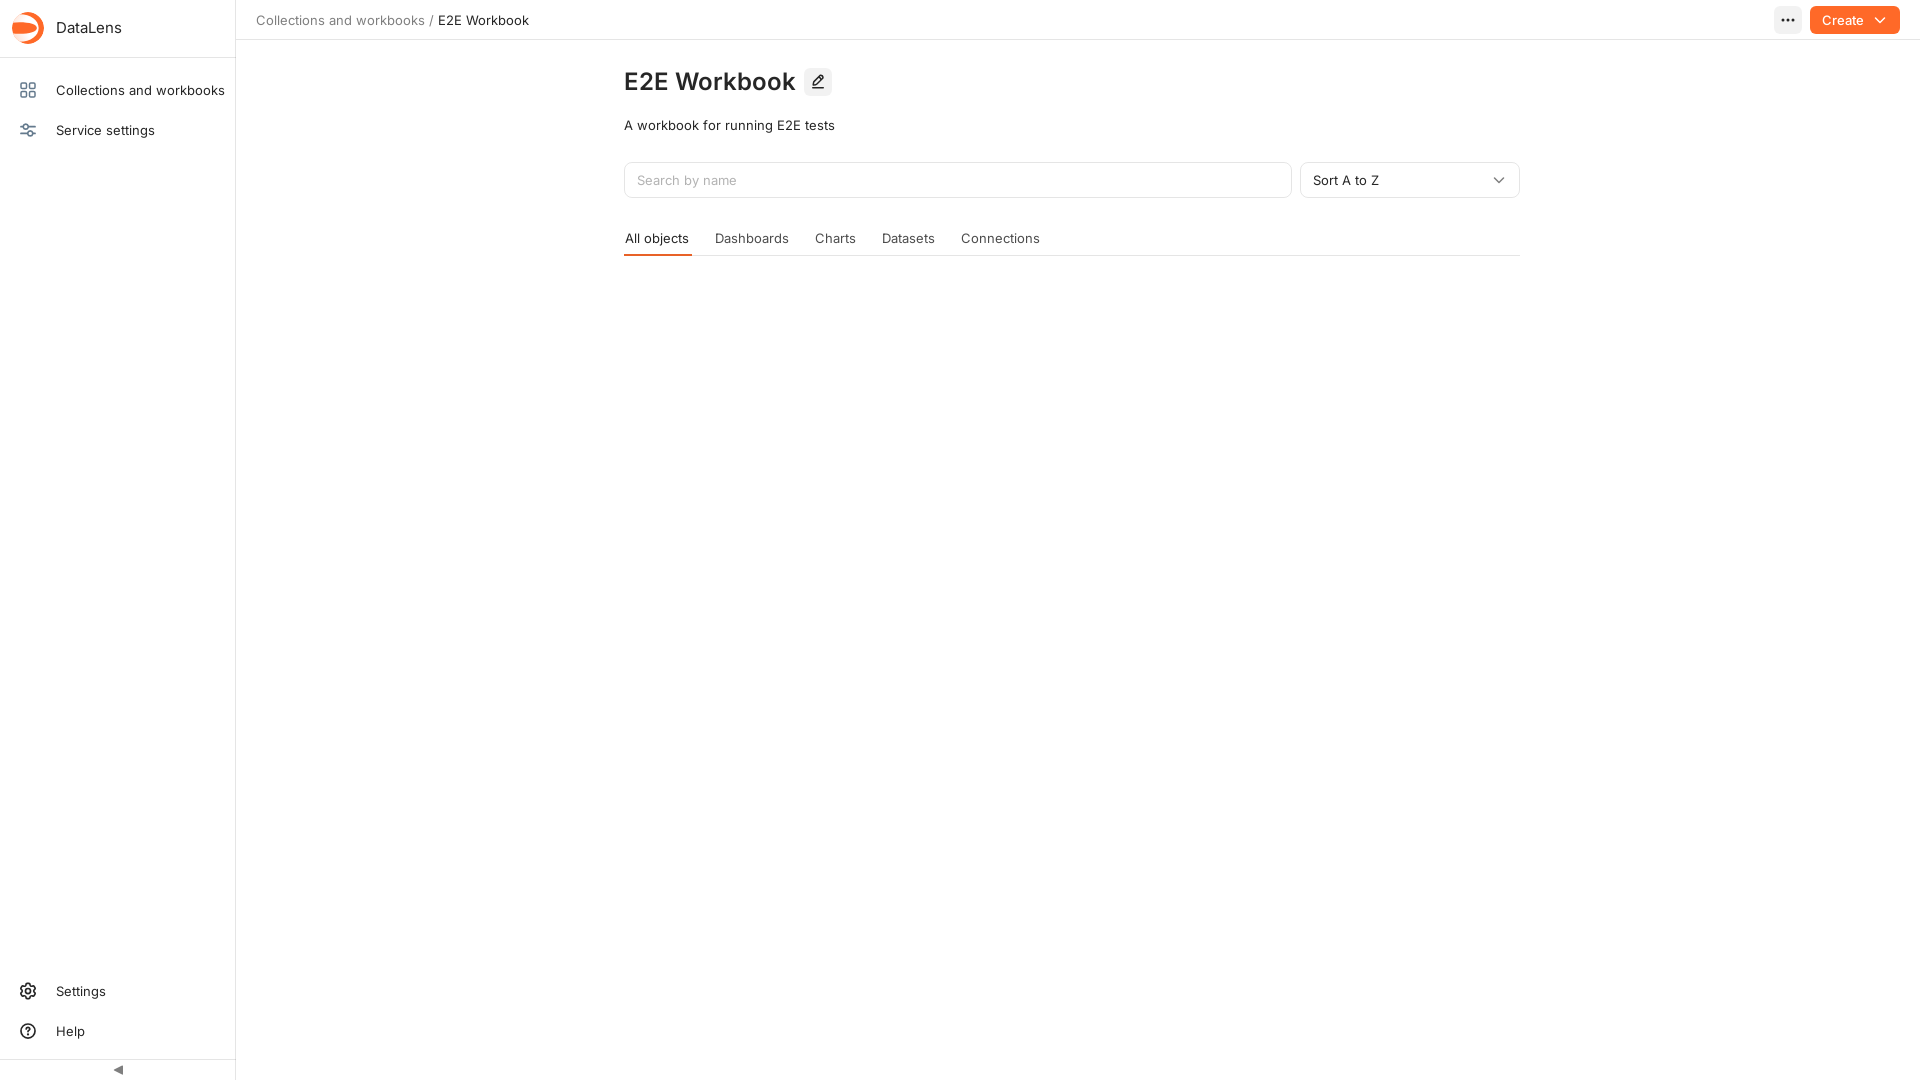 DataLens
Collections and workbooks
Service settings
Settings
Help
Collections and workbooks / E2E Workbook
Create
E2E Workbook
A workbook for running E2E tests
Search by name
Sort A to Z
All objects
Dashboards
Charts
Datasets
Connections